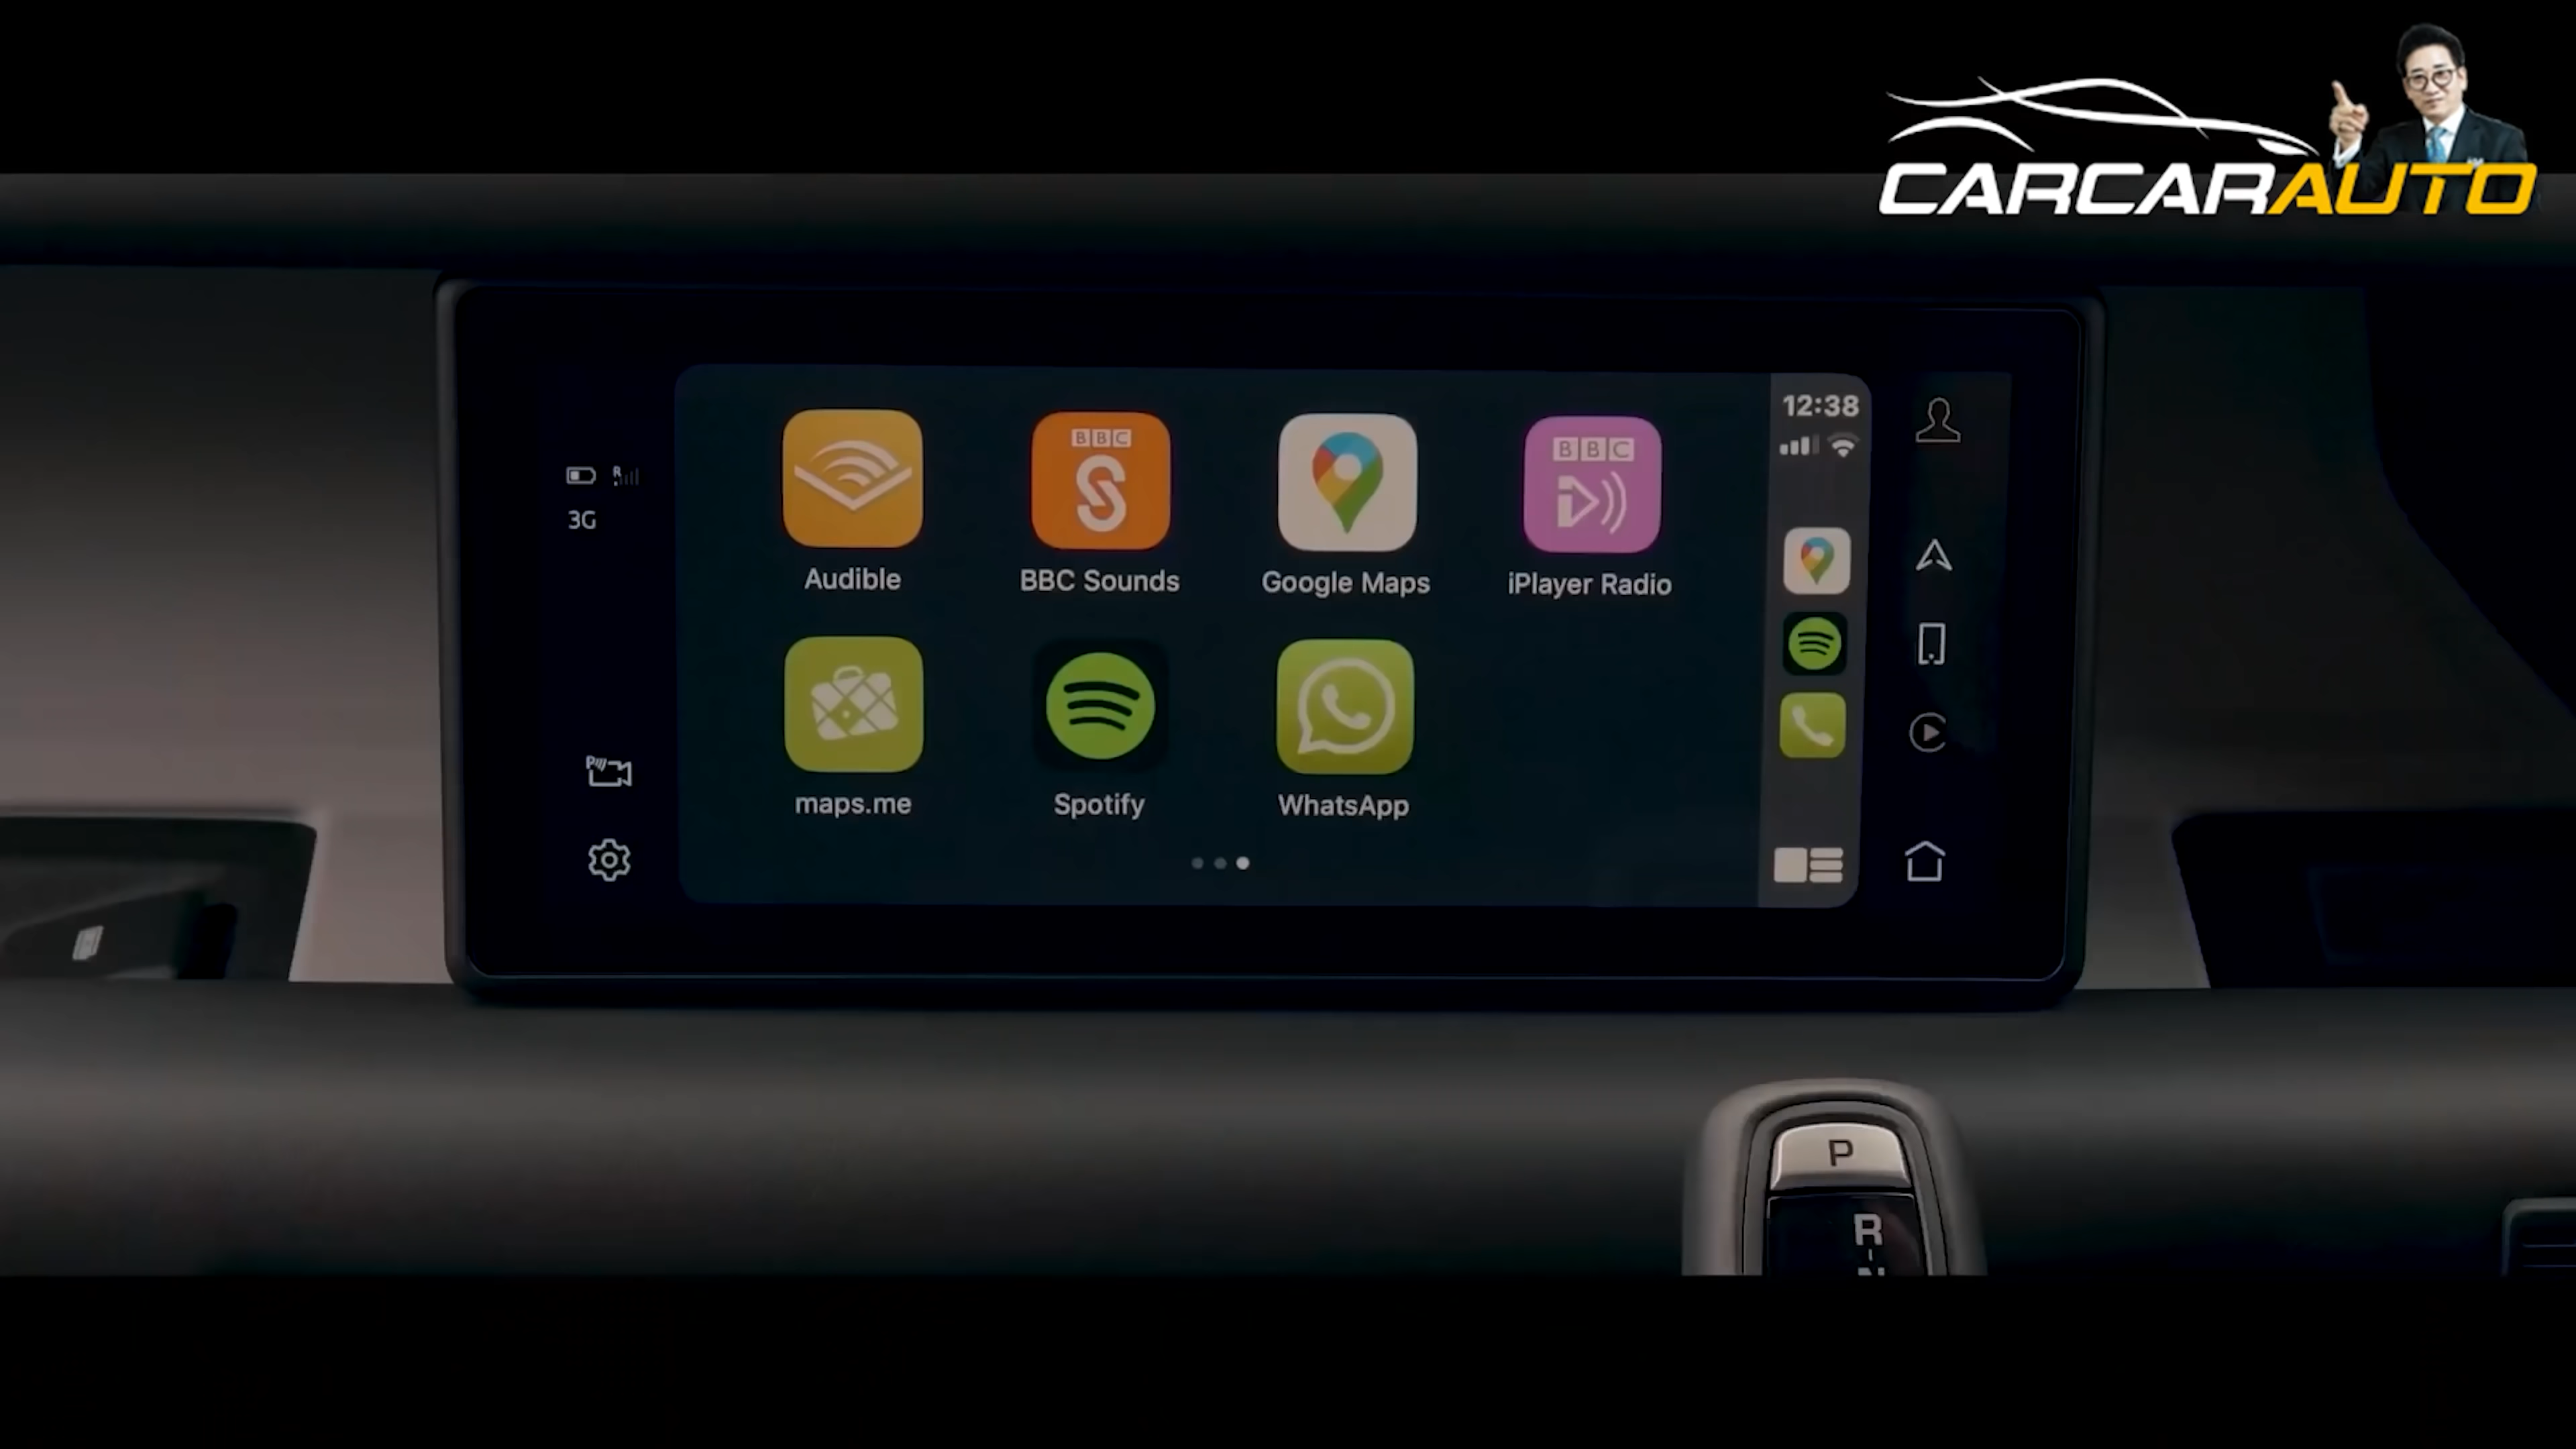 CARCARAUTO
12:38
3G
R
BBC
BBC
Audible
BBC Sounds
Google Maps
iPlayer Radio
maps.me
Spotify
WhatsApp
P
P
R
N